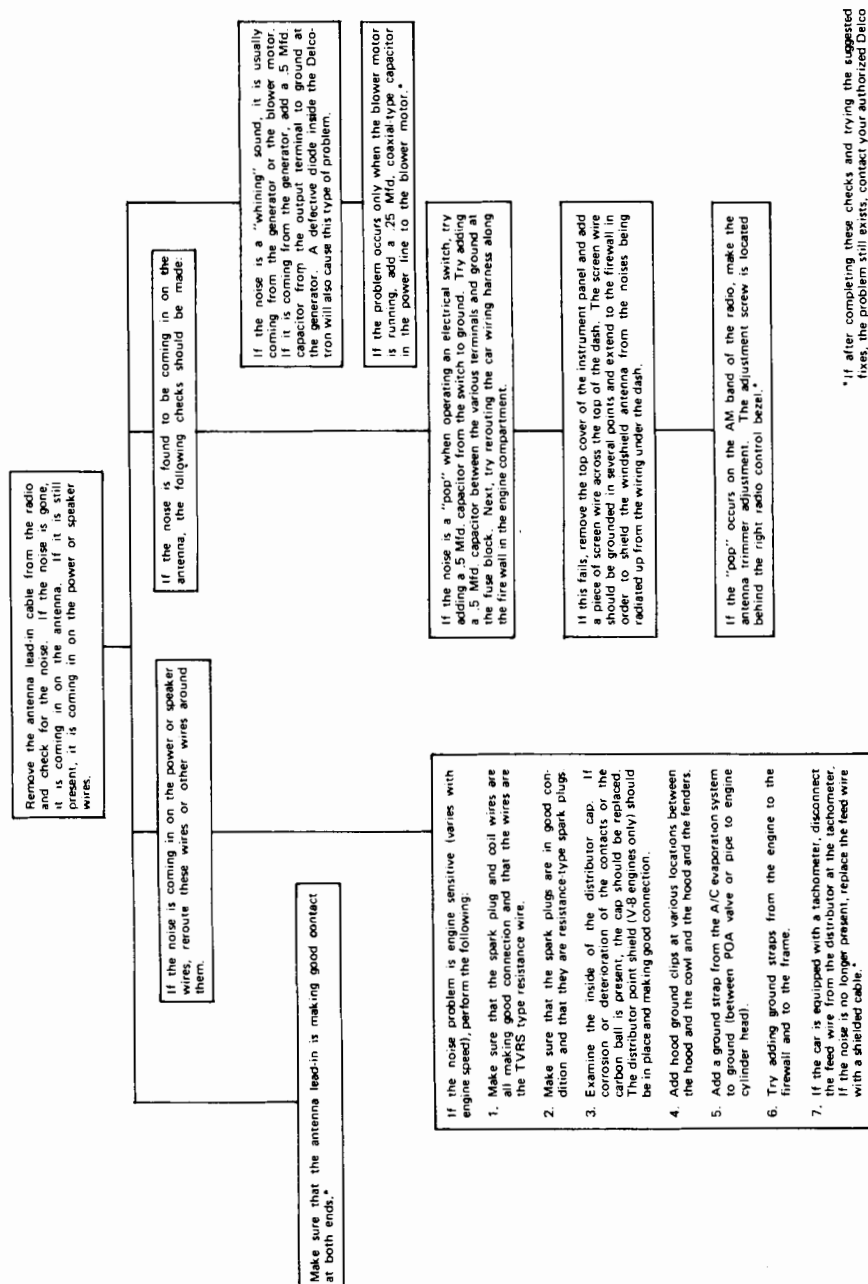 Remove the antenna lead-in cable from the radio
and check for the noise. If the noise is gone,
it is coming in on the antenna. If it is still
present, it is coming in on the power or speaker
wires.
If the noise is coming in on the power or speaker
wires, reroute these wires or other wires around
them.
If the noise is found to be coming in on the
antenna, the following checks should be made:
Make sure that the antenna lead-in is making good contact
at both ends.*
If the noise problem is engine sensitive (varies with
engine speed), perform the following:
1. Make sure that the spark plug and coil wires are
all making good connection and that the wires are
the TVRS type resistance wire.
2. Make sure that the spark plugs are in good con-
dition and that they are resistance-type spark plugs
3. Examine the inside of the distributor cap. If
corrosion or deterioration of the contacts or the
carbon ball is present, the cap should be replaced.
The distributor point shield (V-8 engines only) should
be in place and making good connection.
4. Add hood ground clips at various locations between
the hood and the cowl and the hood and the fenders.
5. Add a ground strap from the A/C evaporation system
to ground (between POA valve or pipe to engine
cylinder head).
6. Try adding ground straps from the engine to the
firewall and to the frame.
7. If the car is equipped with a tachometer, disconnect
the feed wire from the distributor at the tachometer.
If the noise is no longer present, replace the feed wire
with a shielded cable.*
If the noise is a "pop" when operating an electrical switch, try
adding a .5 Mfd. capacitor from the switch to ground. Try adding
a .5 Mfd. capacitor between the various terminals and ground at
the fuse block. Next, try rerouting the car wiring harness along
the fire wall in the engine compartment.
If this fails, remove the top cover of the instrument panel and add
a piece of screen wire across the top of the dash. The screen wire
should be grounded in several points and extend to the firewall in
order to shield the windshield antenna from the noises being
radiated up from the wiring under the dash.
If the "pop" occurs on the AM band of the radio, make the
antenna trimmer adjustment. The adjustment screw is located
behind the right radio control bezel.*
If the noise is a "whining" sound, it is usually
coming from the generator or the blower motor.
If it is coming from the generator, add a .5 Mfd.
capacitor from the output terminal to ground at
the generator. A defective diode inside the Delco-
tron will also cause this type of problem.
If the problem occurs only when the blower motor
is running, add a .25 Mfd, coaxial-type capacitor
in the power line to the blower motor.*
*If after completing these checks and trying the suggested
fixes, the problem still exists, contact your authorized Delco